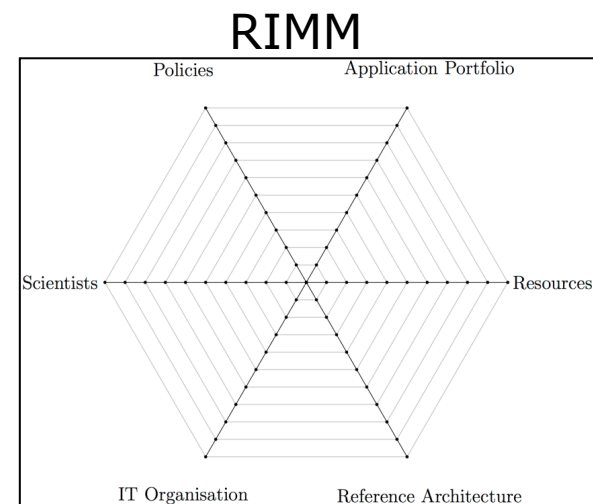 RIMM
Policies
Application Portfolio
Scientists
Resources
IT Organisation
Reference Architecture